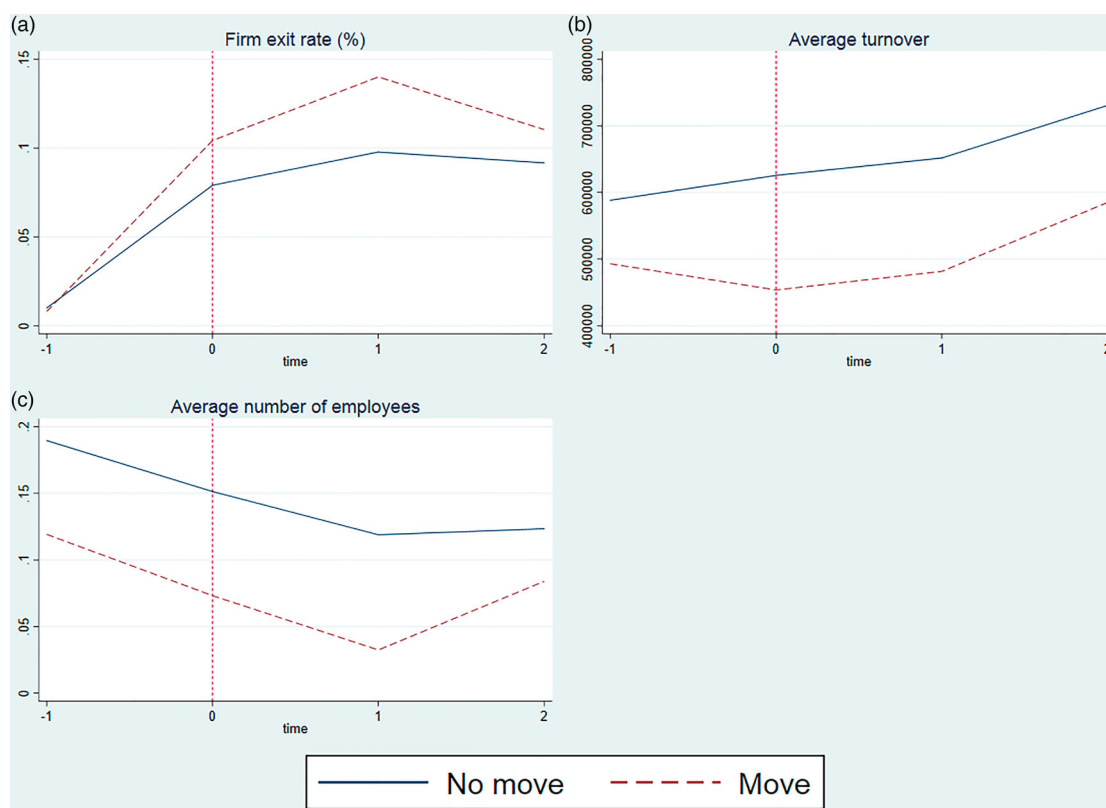 (a)
Firm exit rate (%)
.15
.1
.05
0
-1 0 1 2
time
(b)
Average turnover
800000
700000
600000
500000
400000
-1 0 1 2
time
(c)
Average number of employees
.2
.15
.1
.05
0
-1 0 1 2
time
No move Move